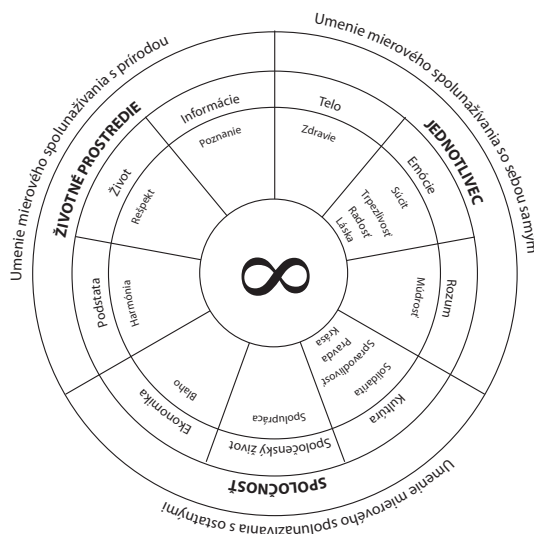 Umenie mierového spolunažívania so sebou samým
JEDNOTLIVEC
Telo
Zdravie
Emócie
Súcit
Trpezlivosť
Radosť
Láska
Rozum
Múdrosť
Umenie mierového spolunažívania s ostatnými
SPOLOČNOSŤ
Kultúra
Solidarita
Spravodlivosť
Pravda
Krása
Spoločenský život
Spolupráca
Ekonomika
Blaho
Umenie mierového spolunažívania s prírodou
ŽIVOTNÉ PROSTREDIE
Podstata
Harmónia
Život
Rešpekt
Informácie
Poznanie
∞